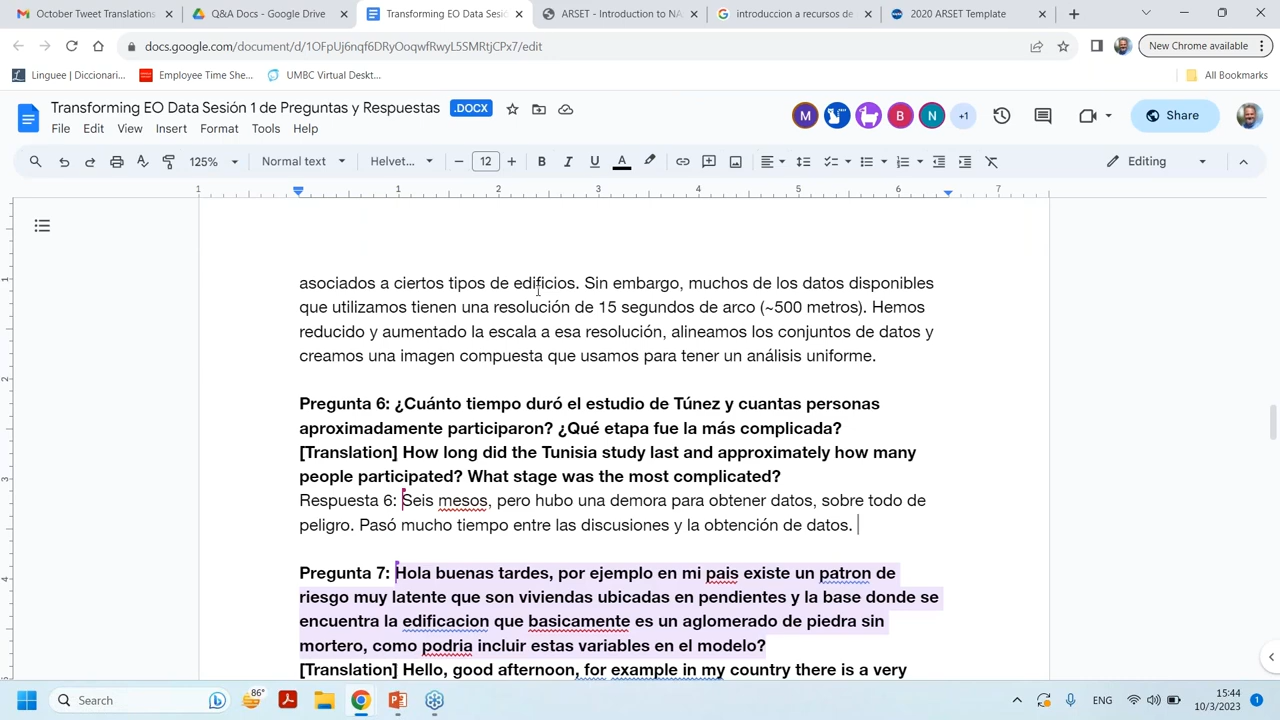 October Tweet Translations
Q&A Docs - Google Drive
Transforming EO Data Sesió
ARSET - Introduction to NA
introduccion a recursos de
2020 ARSET Template
docs.google.com/document/d/
/edit
New Chrome available
Linguee | Diccionari...
Employee Time She...
UMBC Virtual Deskt...
All Bookmarks
Transforming EO Data Sesión 1 de Preguntas y Respuestas
.DOCX
M
B
N
+1
Share
File
Edit
View
Insert
Format
Tools
Help
125%
Normal text
Helvet...
12
Editing
1 1 2 3 4 5 6 7
asociados a ciertos tipos de edificios. Sin embargo, muchos de los datos disponibles
que utilizamos tienen una resolución de 15 segundos de arco (~500 metros). Hemos
reducido y aumentado la escala a esa resolución, alineamos los conjuntos de datos y
creamos una imagen compuesta que usamos para tener un análisis uniforme.
Pregunta 6: ¿Cuánto tiempo duró el estudio de Túnez y cuantas personas
aproximadamente participaron? ¿Qué etapa fue la más complicada?
[Translation] How long did the Tunisia study last and approximately how many
people participated? What stage was the most complicated?
Respuesta 6: Seis mesos, pero hubo una demora para obtener datos, sobre todo de
peligro. Pasó mucho tiempo entre las discusiones y la obtención de datos.
Pregunta 7: Hola buenas tardes, por ejemplo en mi pais existe un patron de
riesgo muy latente que son viviendas ubicadas en pendientes y la base donde se
encuentra la edificacion que basicamente es un aglomerado de piedra sin
mortero, como podria incluir estas variables en el modelo?
[Translation] Hello, good afternoon, for example in my country there is a very
Search
86°
ENG
15:44
10/3/2023
1